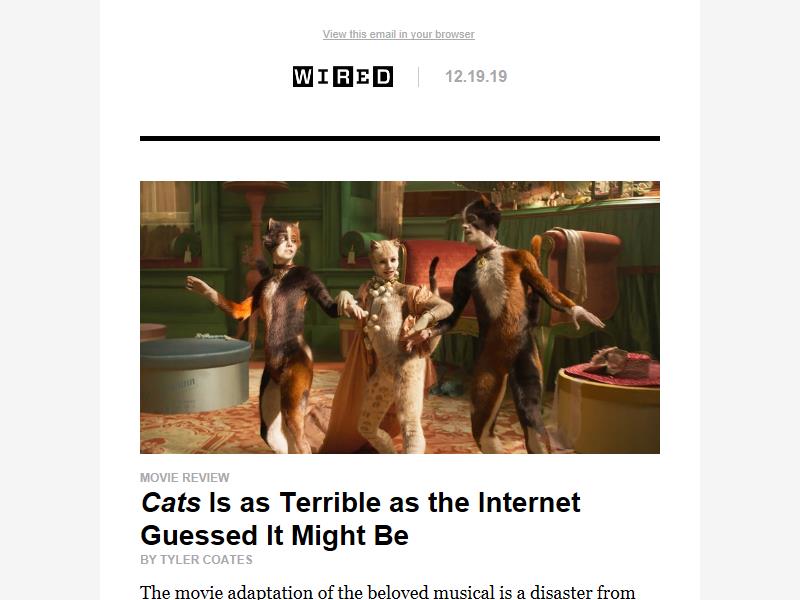 View this email in your browser
WIRED
12.19.19
MOVIE REVIEW
Cats Is as Terrible as the Internet
Guessed It Might Be
BY TYLER COATES
The movie adaptation of the beloved musical is a disaster from